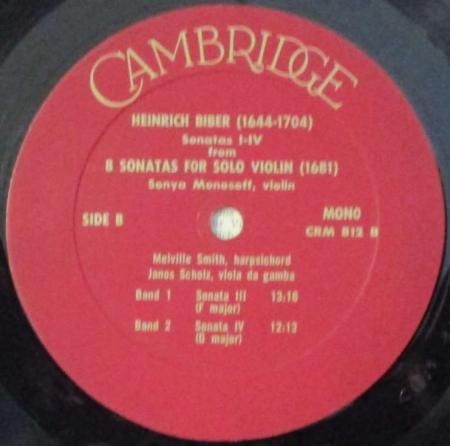 CAMBRIDGE
HEINRICH BIBER (1644-1704)
Sonatas I-IV
from
8 SONATAS FOR SOLO VIOLIN (1681)
Sonya Monosoff, violin
SIDE B
MONO
CRM 812 B
Melville Smith, harpsichord
Janos Scholz, viola da gamba
Band 1 Sonata III 13:18
(F major)
Band 2 Sonata IV 12:13
(D major)